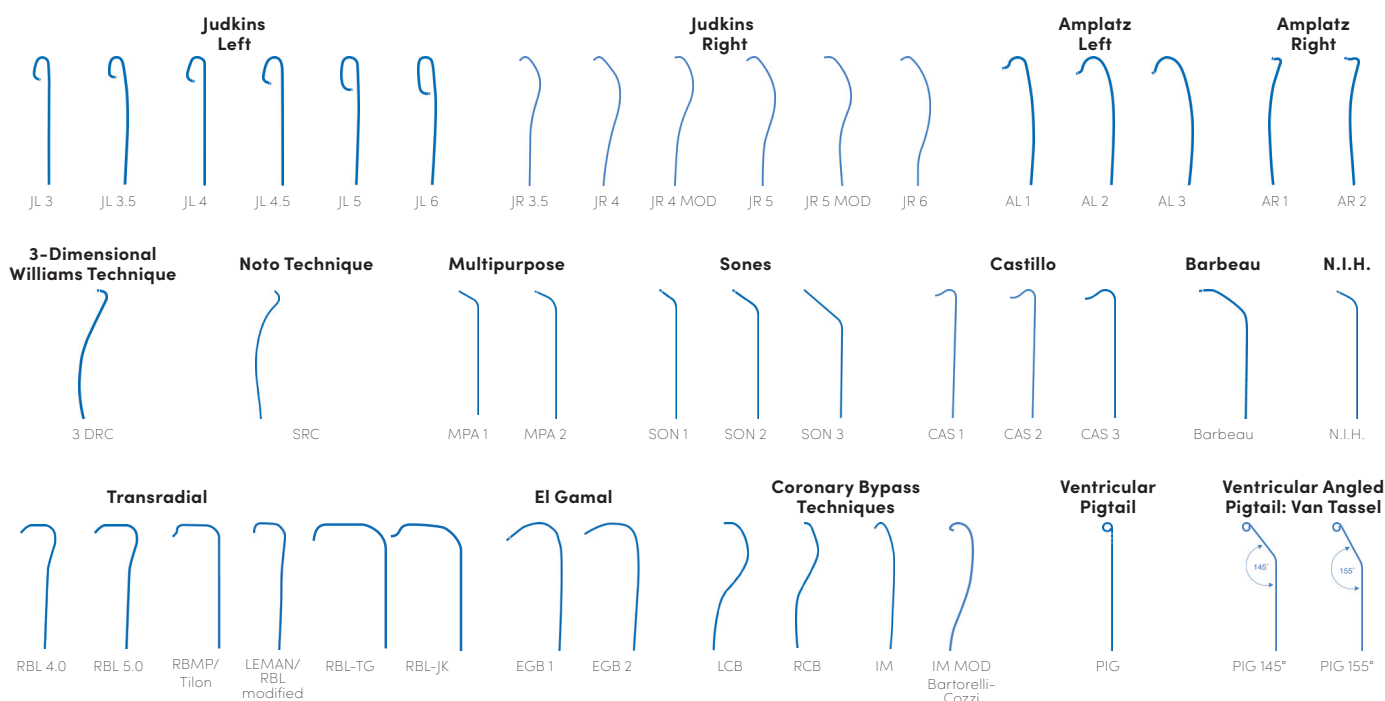 Judkins
Left
Judkins
Right
Amplatz
Left
Amplatz
Right
JL 3
JL 3.5
JL 4
JL 4.5
JL 5
JL 6
JR 3.5
JR 4
JR 4 MOD
JR 5
JR 5 MOD
JR 6
AL 1
AL 2
AL 3
AR 1
AR 2
3-Dimensional
Williams Technique
Noto Technique
Multipurpose
Sones
Castillo
Barbeau
N.I.H.
3 DRC
SRC
MPA 1
MPA 2
SON 1
SON 2
SON 3
CAS 1
CAS 2
CAS 3
Barbeau
N.I.H.
Transradial
El Gamal
Coronary Bypass
Techniques
Ventricular
Pigtail
Ventricular Angled
Pigtail: Van Tassel
145°
155°
RBL 4.0
RBL 5.0
RBMP/
Tilon
LEMAN/
RBL
modified
RBL-TG
RBL-JK
EGB 1
EGB 2
LCB
RCB
IM
IM MOD
Bartorelli-
Cozzi
PIG
PIG 145°
PIG 155°